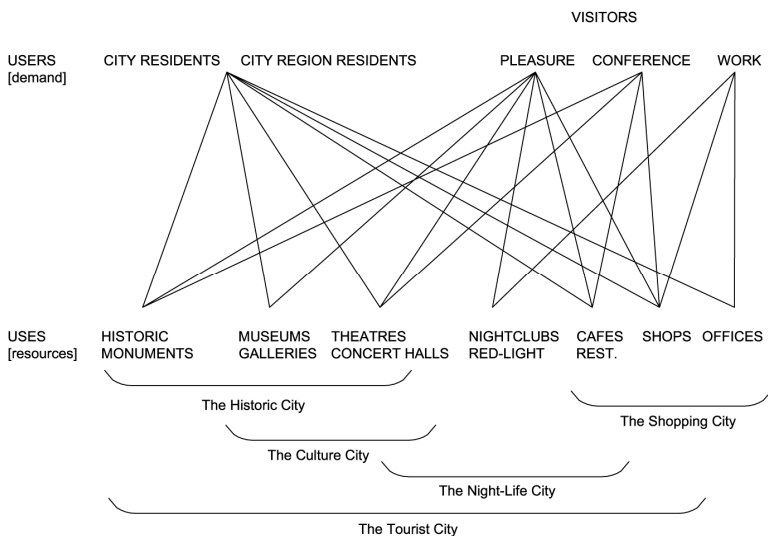 VISITORS
USERS CITY RESIDENTS CITY REGION RESIDENTS PLEASURE CONFERENCE WORK
[demand]
USES HISTORIC MUSEUMS THEATRES NIGHTCLUBS CAFES SHOPS OFFICES
[resources] MONUMENTS GALLERIES CONCERT HALLS RED-LIGHT REST.
The Historic City
The Shopping City
The Culture City
The Night-Life City
The Tourist City